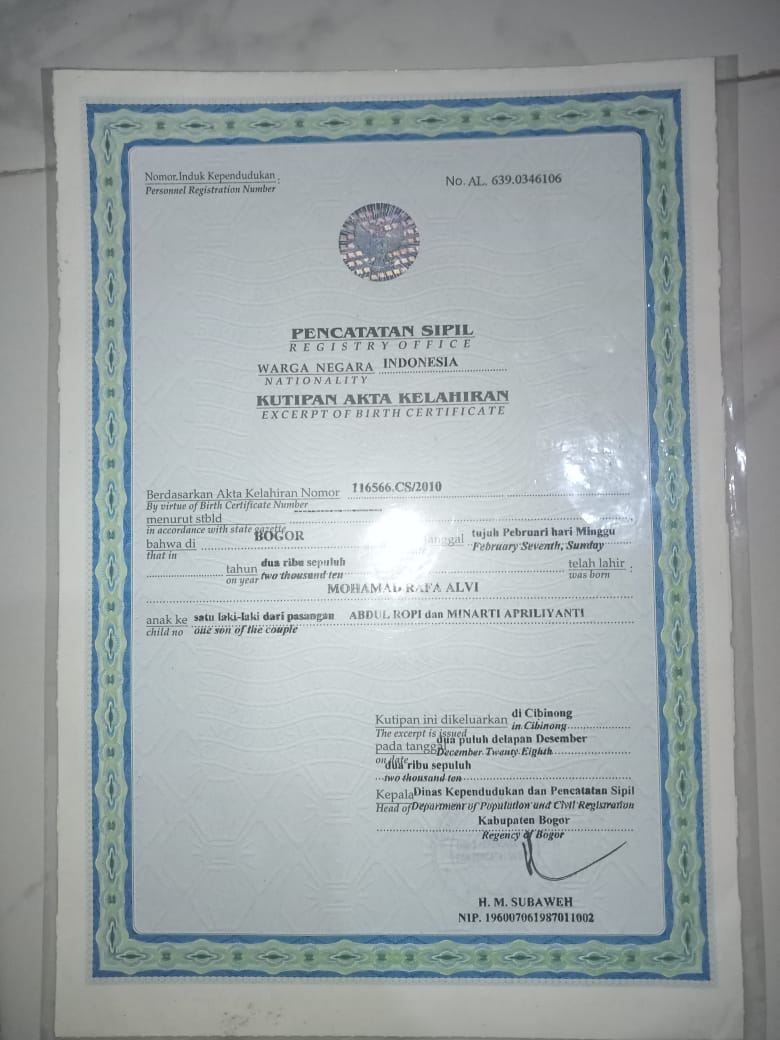 Nomor Induk Kependudukan :
Personnel Registration Number
No. AL. 639.0346106
PENCATATAN SIPIL
REGISTRY OFFICE
WARGA NEGARA INDONESIA
NATIONALITY
KUTIPAN AKTA KELAHIRAN
EXCERPT OF BIRTH CERTIFICATE
Berdasarkan Akta Kelahiran Nomor 116566.CS/2010
By virtue of Birth Certificate Number
menurut stbld
in accordance with state gazette
bahwa di BOGOR tanggal tujuh Pebruari hari Minggu
that in February Seventh, Sunday
tahun dua ribu sepuluh telah lahir :
on year two thousand ten was born
MOHAMAD RAFA ALVI
anak ke satu laki-laki dari pasangan ABDUL ROPI dan MINARTI APRILIYANTI
child no one son of the couple
Kutipan ini dikeluarkan di Cibinong
The excerpt is issued in Cibinong
pada tanggal dua puluh delapan Desember
on date December Twenty Eighth
dua ribu sepuluh
two thousand ten
Kepala Dinas Kependudukan dan Pencatatan Sipil
Head of Department of Population and Civil Registration
Kabupaten Bogor
Regency of Bogor
H. M. SUBAWEH
NIP. 196007061987011002